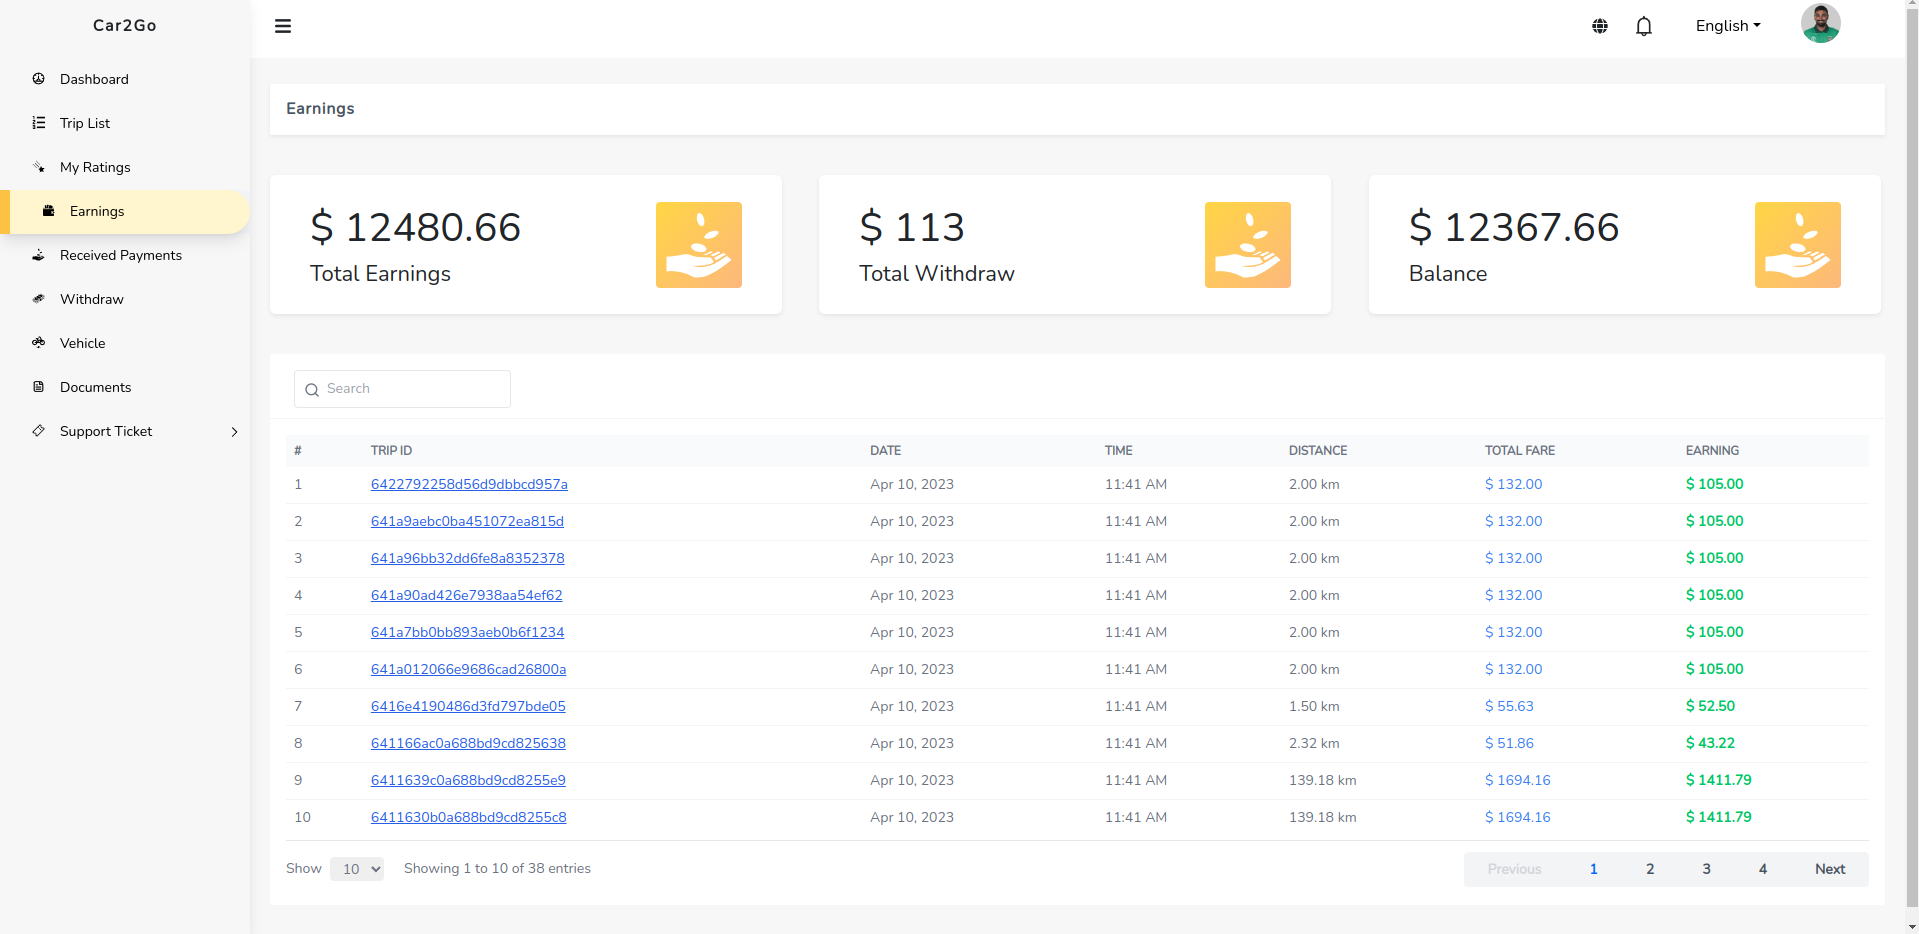 Car2Go
English
Dashboard
Trip List
My Ratings
Earnings
Received Payments
Withdraw
Vehicle
Documents
Support Ticket
Earnings
$ 12480.66
Total Earnings
$ 113
Total Withdraw
$ 12367.66
Balance
Search
# TRIP ID DATE TIME DISTANCE TOTAL FARE EARNING
1 6422792258d56d9dbbcd957a Apr 10, 2023 11:41 AM 2.00 km $ 132.00 $ 105.00
2 641a9aebc0ba451072ea815d Apr 10, 2023 11:41 AM 2.00 km $ 132.00 $ 105.00
3 641a96bb32dd6fe8a8352378 Apr 10, 2023 11:41 AM 2.00 km $ 132.00 $ 105.00
4 641a90ad426e7938aa54ef62 Apr 10, 2023 11:41 AM 2.00 km $ 132.00 $ 105.00
5 641a7bb0bb893aeb0b6f1234 Apr 10, 2023 11:41 AM 2.00 km $ 132.00 $ 105.00
6 641a012066e9686cad26800a Apr 10, 2023 11:41 AM 2.00 km $ 132.00 $ 105.00
7 6416e4190486d3fd797bde05 Apr 10, 2023 11:41 AM 1.50 km $ 55.63 $ 52.50
8 641166ac0a688bd9cd825638 Apr 10, 2023 11:41 AM 2.32 km $ 51.86 $ 43.22
9 6411639c0a688bd9cd8255e9 Apr 10, 2023 11:41 AM 139.18 km $ 1694.16 $ 1411.79
10 6411630b0a688bd9cd8255c8 Apr 10, 2023 11:41 AM 139.18 km $ 1694.16 $ 1411.79
Show 10 Showing 1 to 10 of 38 entries Previous 1 2 3 4 Next